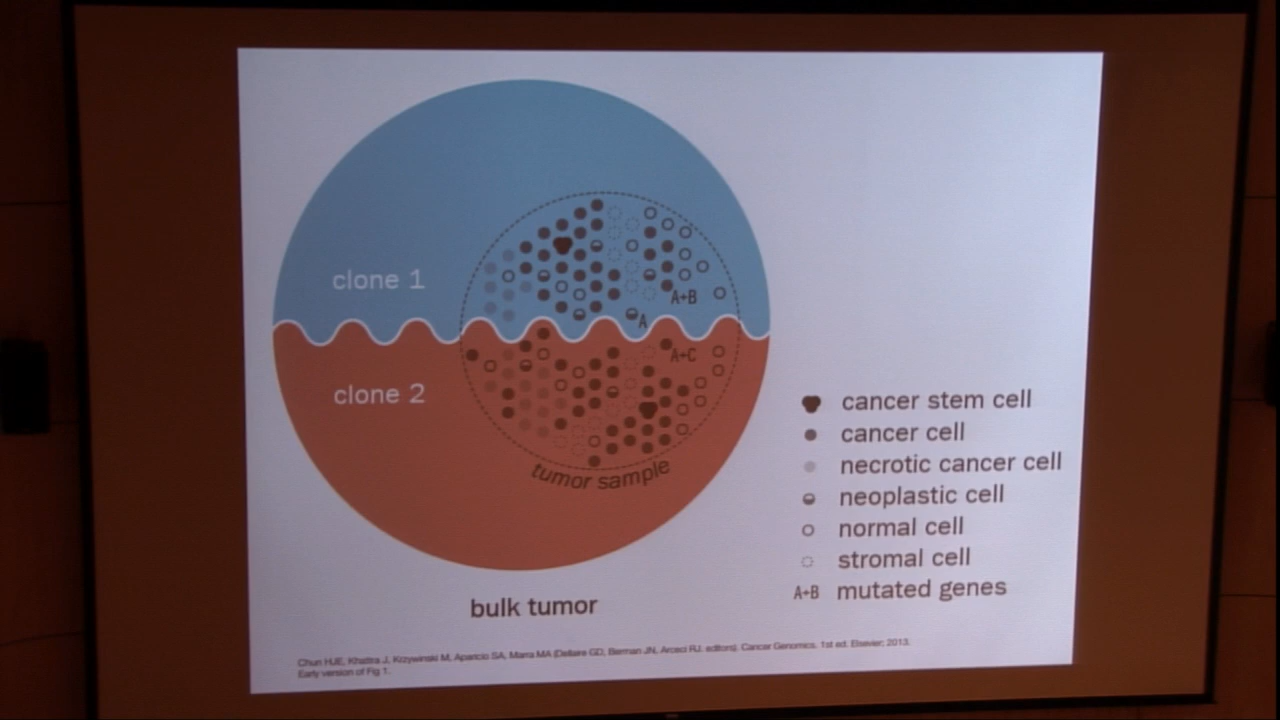 clone 1
A+B
A
A+C
clone 2
tumor sample
bulk tumor
cancer stem cell
cancer cell
necrotic cancer cell
neoplastic cell
normal cell
stromal cell
A+B mutated genes
Chun HJE, Khattra J, Krzywinski M, Aparicio SA, Marra MA (Dellaire GD, Berman JN, Arceci RJ. editors). Cancer Genomics. 1st ed. Elsevier; 2013.
Early version of Fig 1.